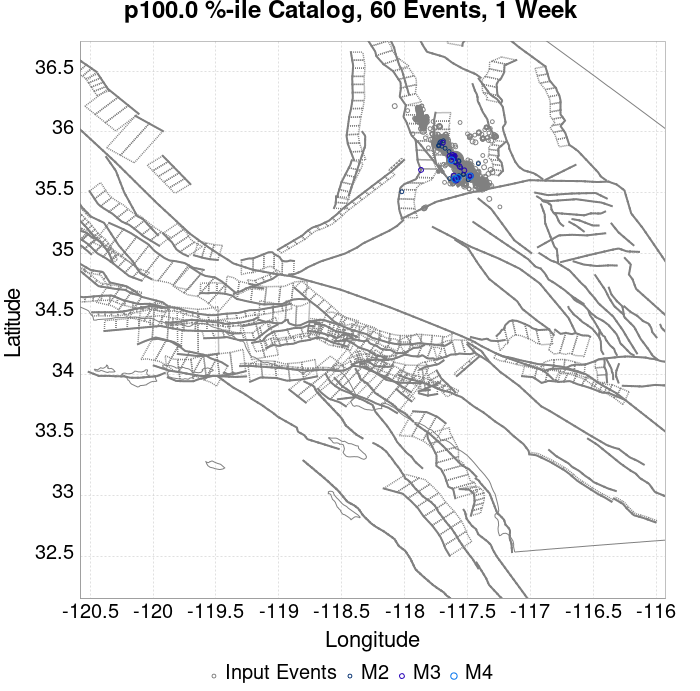 p100.0 %-ile Catalog, 60 Events, 1 Week
36.5
36
35.5
35
34.5
34
33.5
33
32.5
Latitude
-120.5 -120 -119.5 -119 -118.5 -118 -117.5 -117 -116.5 -116
Longitude
Input Events M2 M3 M4